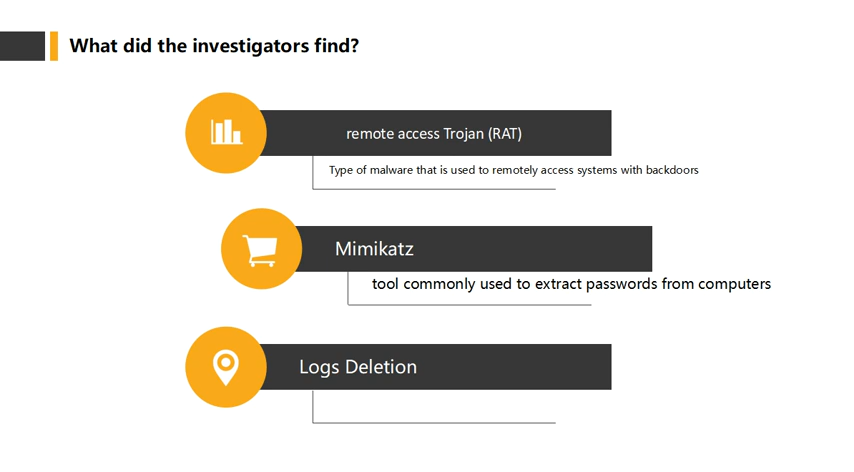 What did the investigators find?
remote access Trojan (RAT)
Type of malware that is used to remotely access systems with backdoors
Mimikatz
tool commonly used to extract passwords from computers
Logs Deletion